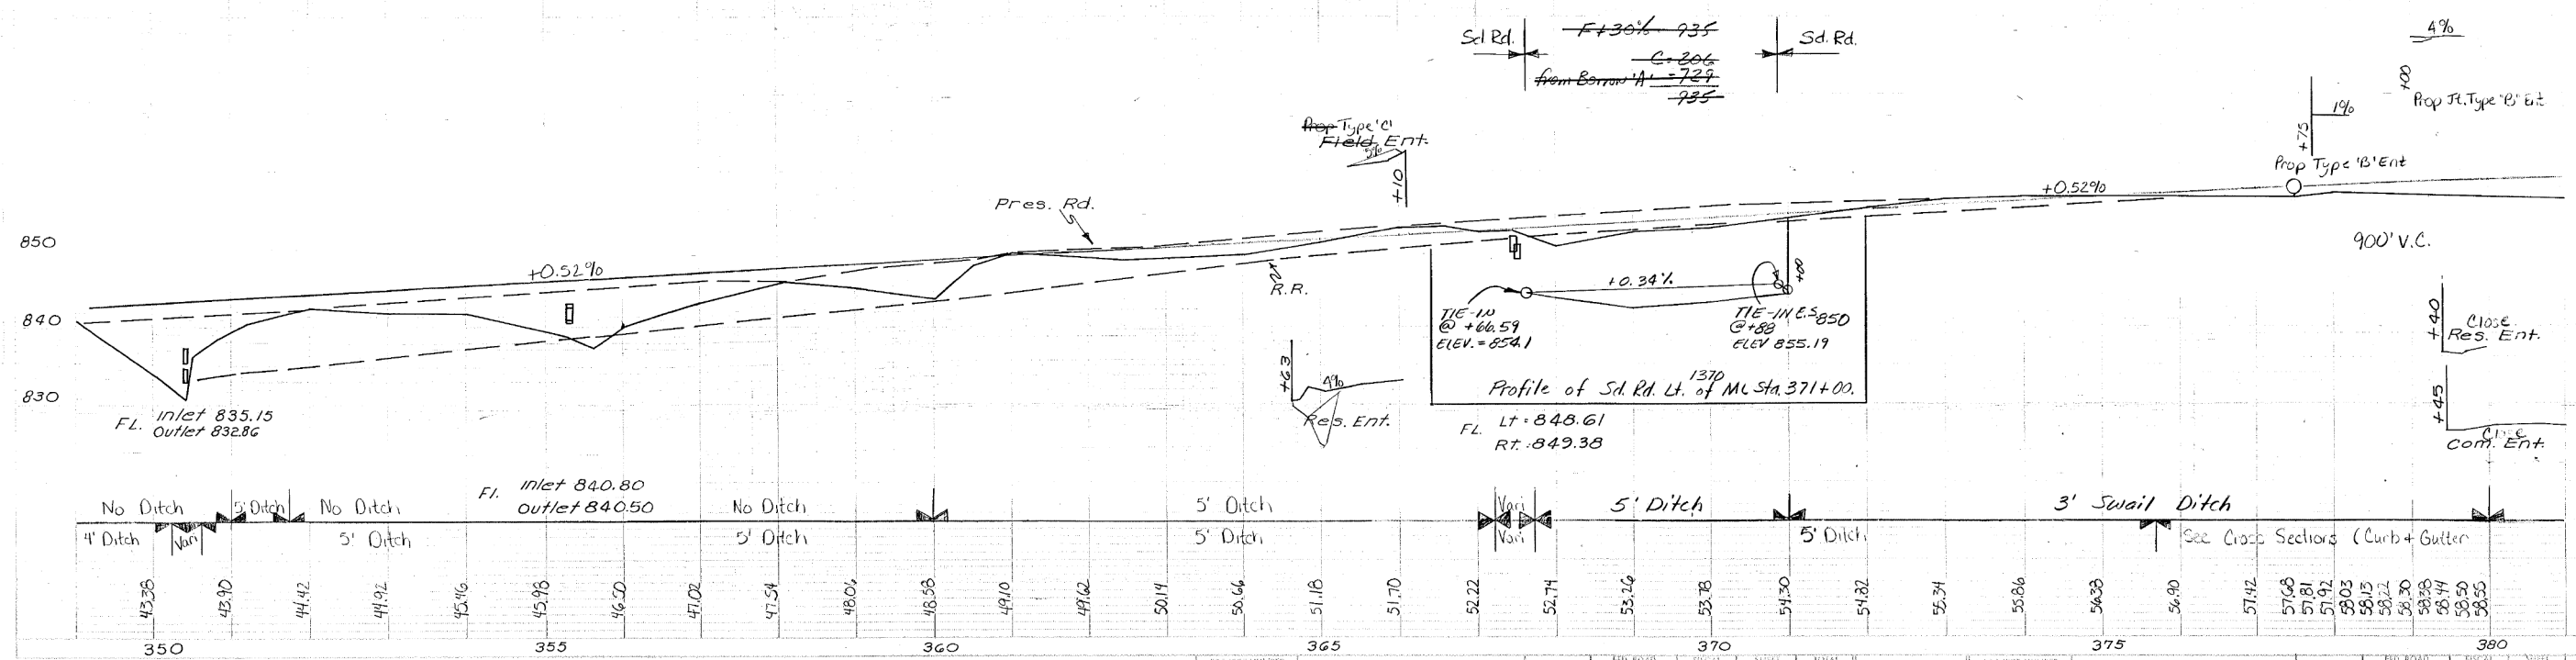 Sd Rd.
F+30% 935
Sd. Rd.
C=206
from Borrow 'A' =729
935
4%
+00
Prop Jt. Type "B" Ent
1%
+75
Prop Type 'B' Ent
Prop Type 'C'
Field Ent.
5%
+10
Pres. Rd.
+0.52%
+0.52%
850
840
830
900' V.C.
R.R.
+0.34%
+00
TIE-IN
@ +66.59
ELEV. = 854.1
TIE-IN E.S.
850
@ +88
ELEV 855.19
1370
Profile of Sd. Rd. Lt. of ML Sta. 371+00.
+63
4%
Res. Ent.
+40
Close
Res. Ent.
+45
Close
Com. Ent.
FL. Inlet 835.15
Outlet 832.86
FL. Lt = 848.61
Rt. = 849.38
Fl. Inlet 840.80
Outlet 840.50
No Ditch
5' Ditch
No Ditch
No Ditch
5' Ditch
Vari
5' Ditch
3' Swail Ditch
4' Ditch
Vari
5' Ditch
5' Ditch
5' Ditch
Vari
5' Ditch
See Cross Sections (Curb & Gutter
43.38
43.90
44.42
44.92
45.46
45.98
46.50
47.02
47.54
48.06
48.58
49.10
49.62
50.14
50.66
51.18
51.70
52.22
52.74
53.26
53.78
54.30
54.82
55.34
55.86
56.38
56.90
57.42
57.68
57.81
57.92
58.03
58.13
58.22
58.30
58.38
58.44
58.50
58.55
350
355
360
365
370
375
380